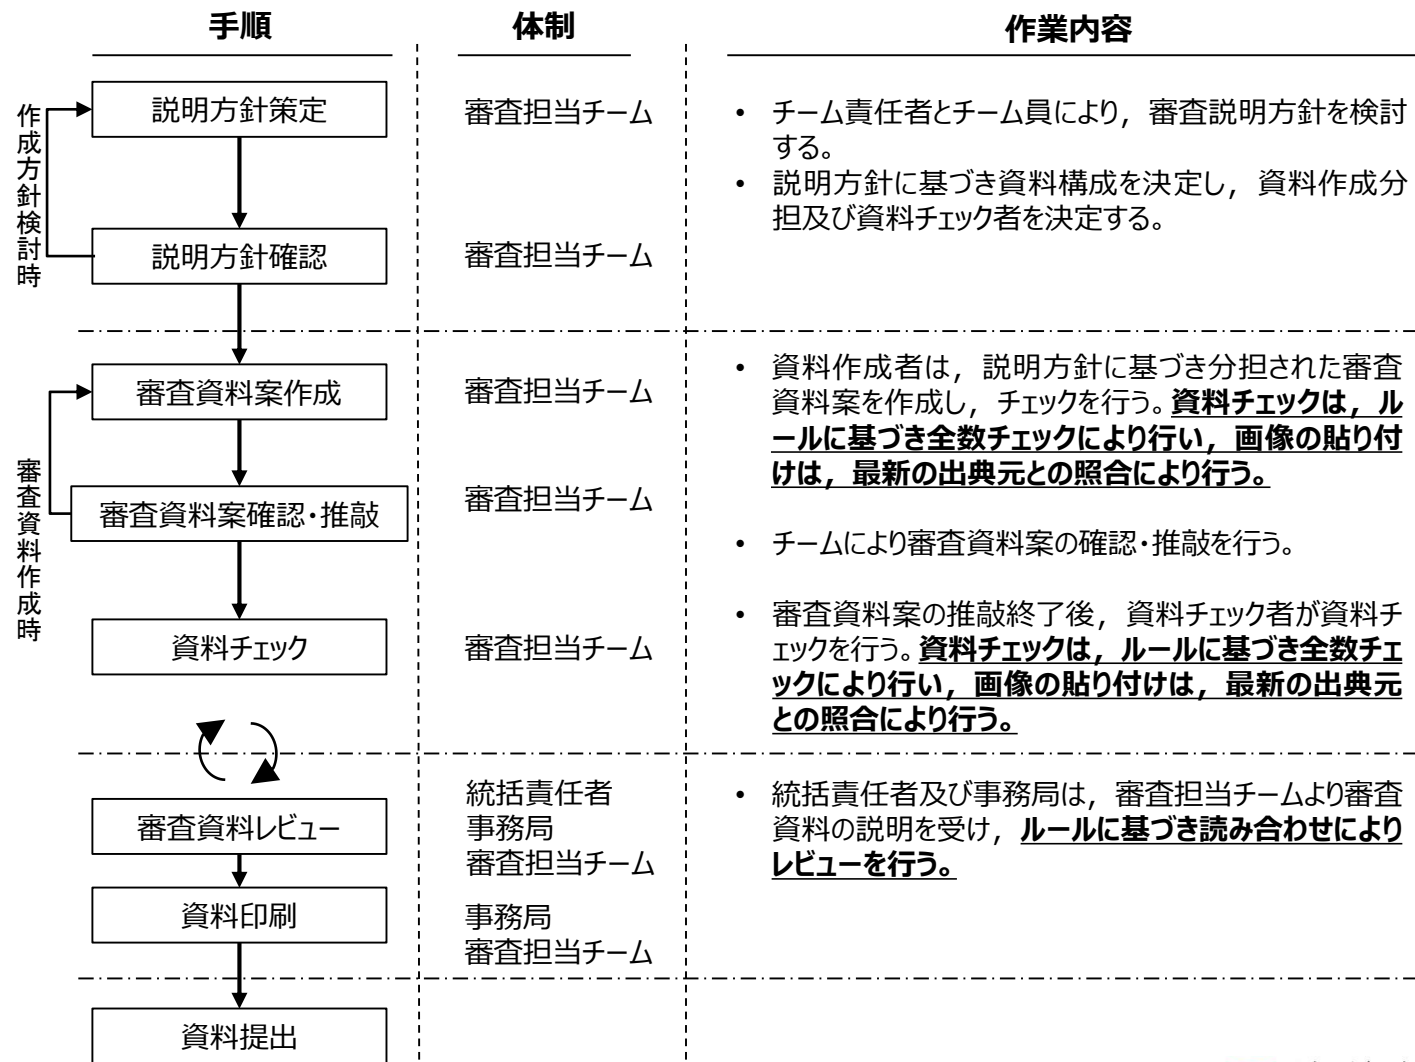 手順
体制
作業内容
作成方針検討時
説明方針策定
審査担当チーム
• チーム責任者とチーム員により，審査説明方針を検討
する。
• 説明方針に基づき資料構成を決定し，資料作成分
担及び資料チェック者を決定する。
説明方針確認
審査担当チーム
審査資料作成時
審査資料案作成
審査担当チーム
• 資料作成者は，説明方針に基づき分担された審査
資料案を作成し，チェックを行う。資料チェックは，ル
ールに基づき全数チェックにより行い，画像の貼り付
けは，最新の出典元との照合により行う。
審査資料案確認・推敲
審査担当チーム
• チームにより審査資料案の確認・推敲を行う。
資料チェック
審査担当チーム
• 審査資料案の推敲終了後，資料チェック者が資料チ
ェックを行う。資料チェックは，ルールに基づき全数チェ
ックにより行い，画像の貼り付けは，最新の出典元
との照合により行う。
審査資料レビュー
統括責任者
事務局
審査担当チーム
• 統括責任者及び事務局は，審査担当チームより審査
資料の説明を受け，ルールに基づき読み合わせにより
レビューを行う。
資料印刷
事務局
審査担当チーム
資料提出